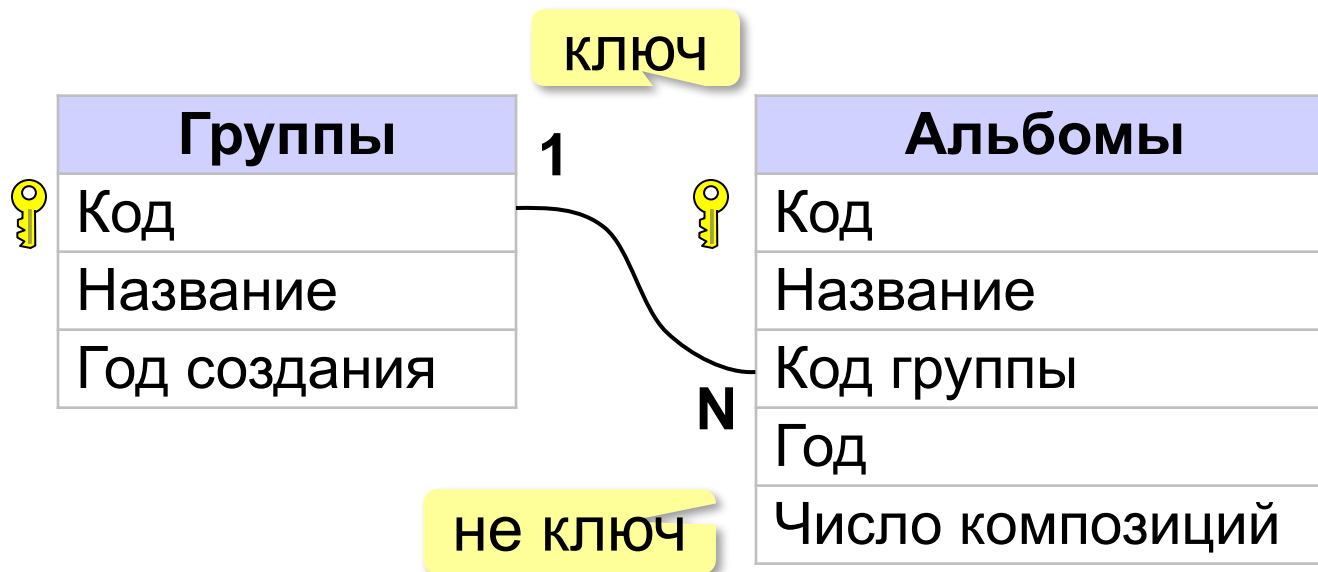 ключ
Группы
1
Код
Название
Год создания
Альбомы
Код
Название
Код группы
N
Год
Число композиций
не ключ